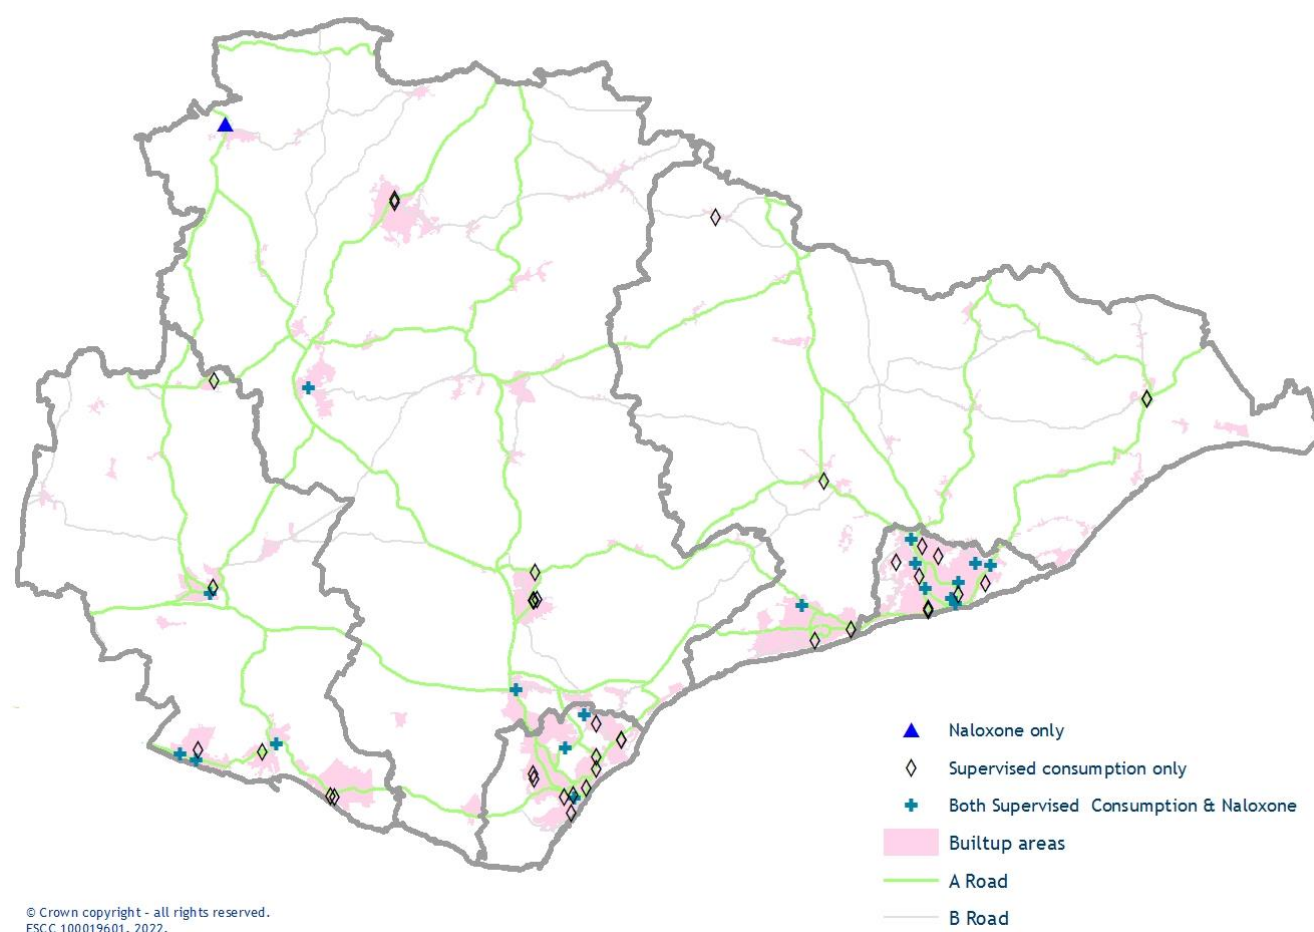 Naloxone only
Supervised consumption only
Both Supervised Consumption & Naloxone
Builtup areas
A Road
B Road
© Crown copyright - all rights reserved.
ESCC 100019601, 2022.